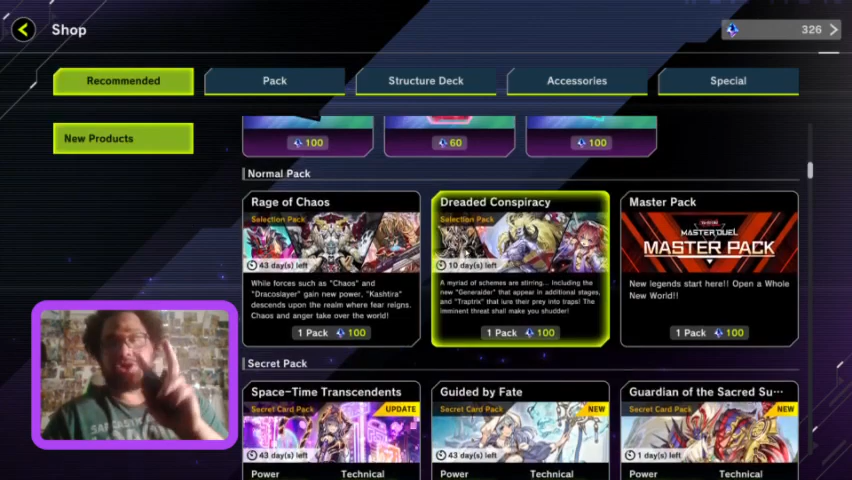 Shop
326
Recommended
Pack
Structure Deck
Accessories
Special
New Products
100
60
100
Normal Pack
Rage of Chaos
Selection Pack
43 day(s) left
While forces such as "Chaos" and
"Dracoslayer" gain new power, "Kashtira"
descends upon the realm where fear reigns.
Chaos and anger take over the world!
1 Pack 100
Dreaded Conspiracy
Selection Pack
10 day(s) left
A myriad of schemes are stirring... Including the
new "Generaider" that appear in additional stages,
and "Traptrix" that lure their prey into traps! The
imminent threat shall make you shudder!
1 Pack 100
Master Pack
MASTER DUEL
MASTER PACK
New legends start here!! Open a Whole
New World!!
1 Pack 100
Secret Pack
Space-Time Transcendents
Secret Card Pack
UPDATE
43 day(s) left
Power Technical
Guided by Fate
Secret Card Pack
NEW
43 day(s) left
Power Technical
Guardian of the Sacred Su···
Secret Card Pack
NEW
1 day(s) left
Power Technical